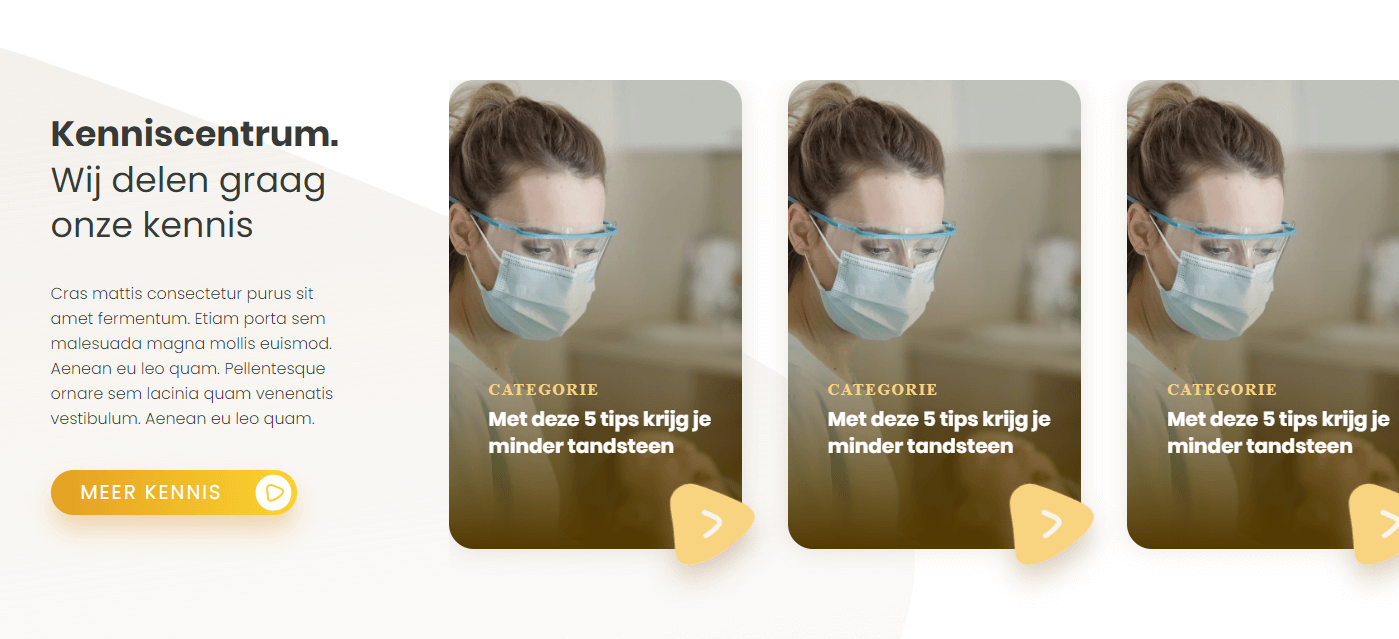 Kenniscentrum.
Wij delen graag
onze kennis
Cras mattis consectetur purus sit
amet fermentum. Etiam porta sem
malesuada magna mollis euismod.
Aenean eu leo quam. Pellentesque
ornare sem lacinia quam venenatis
vestibulum. Aenean eu leo quam.
MEER KENNIS
CATEGORIE
Met deze 5 tips krijg je
minder tandsteen
CATEGORIE
Met deze 5 tips krijg je
minder tandsteen
CATEGORIE
Met deze 5 tips krijg je
minder tandsteen